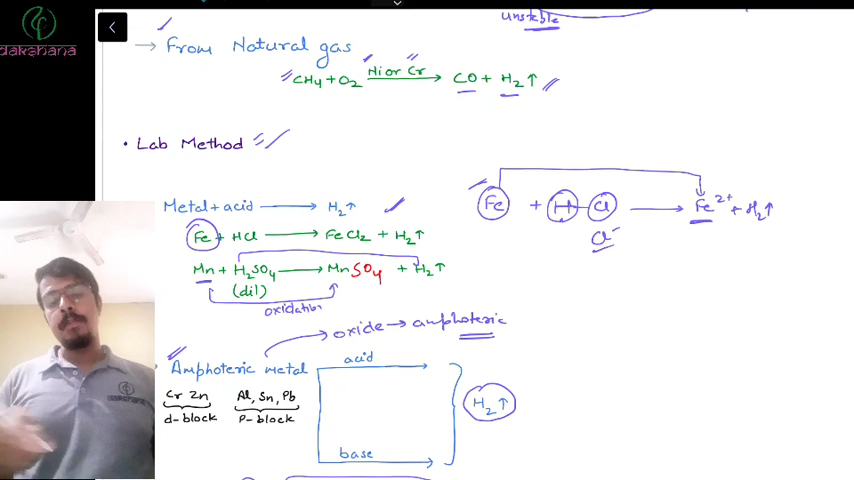 unstable
dakshana
→ From Natural gas
CH4 + O2 Ni or Cr → CO + H2 ↑
• Lab Method
Metal + acid → H2 ↑
Fe + HCl → FeCl2 + H2 ↑
Mn + H2SO4 → MnSO4 + H2 ↑
(dil)
oxidation
Fe + H-Cl → Fe2+ + H2 ↑
Cl-
oxide → amphoteric
Amphoteric metal
Cr Zn Al, Sn, Pb
d-block P-block
acid
base
H2 ↑